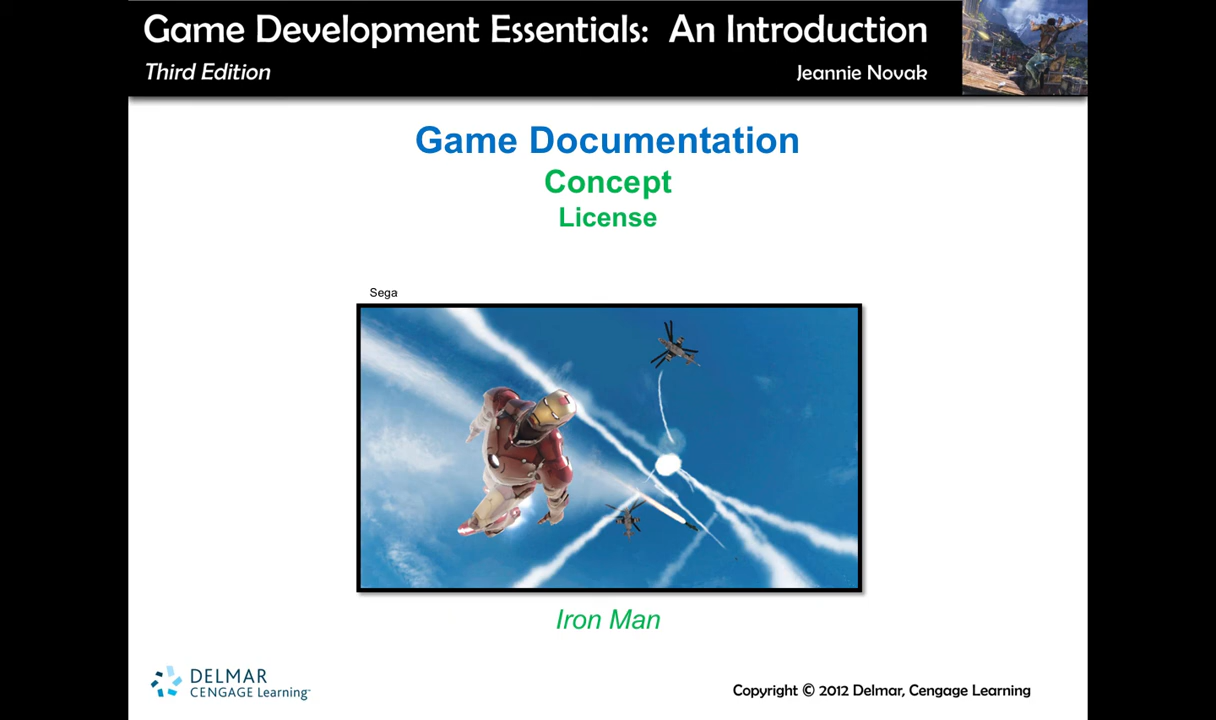 Game Development Essentials: An Introduction
Third Edition
Jeannie Novak
Game Documentation
Concept
License
Sega
Iron Man
DELMAR
CENGAGE Learning™
Copyright © 2012 Delmar, Cengage Learning